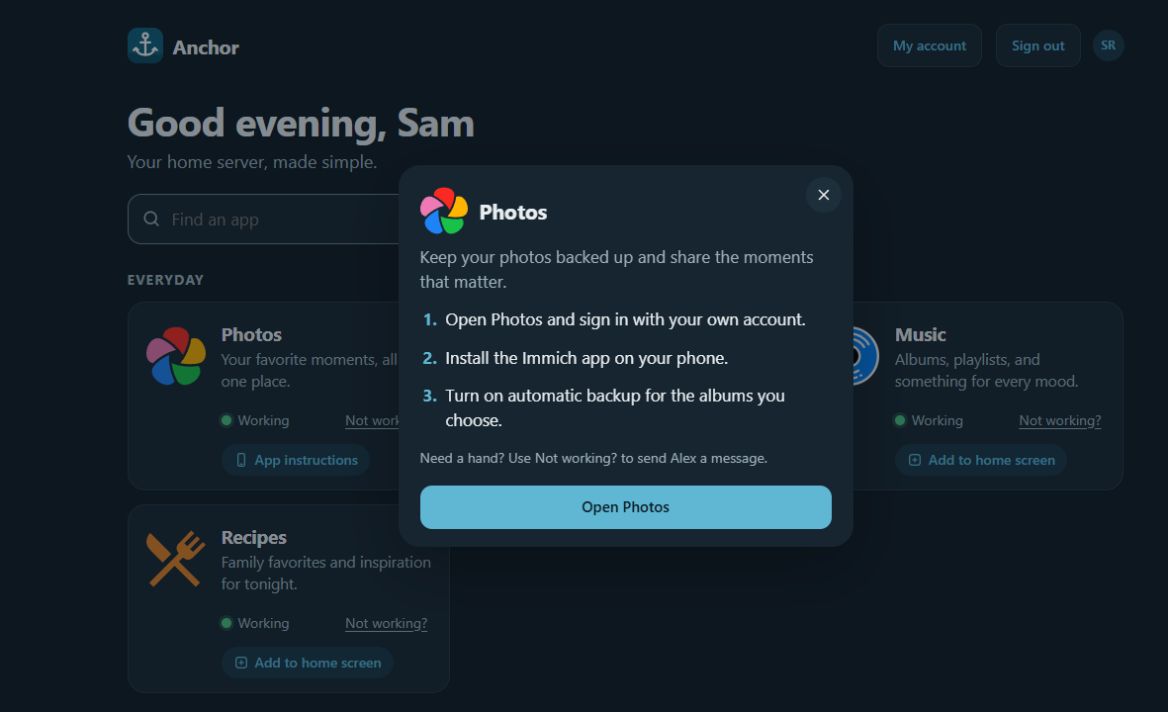 Anchor
My account
Sign out
SR
Good evening, Sam
Your home server, made simple.
Find an app
EVERYDAY
Photos
Your favorite moments, all
one place.
Working
Not work
App instructions
Photos
Keep your photos backed up and share the moments
that matter.
1. Open Photos and sign in with your own account.
2. Install the Immich app on your phone.
3. Turn on automatic backup for the albums you
choose.
Need a hand? Use Not working? to send Alex a message.
Open Photos
Music
Albums, playlists, and
something for every mood.
Working
Not working?
Add to home screen
Recipes
Family favorites and inspiration
for tonight.
Working
Not working?
Add to home screen